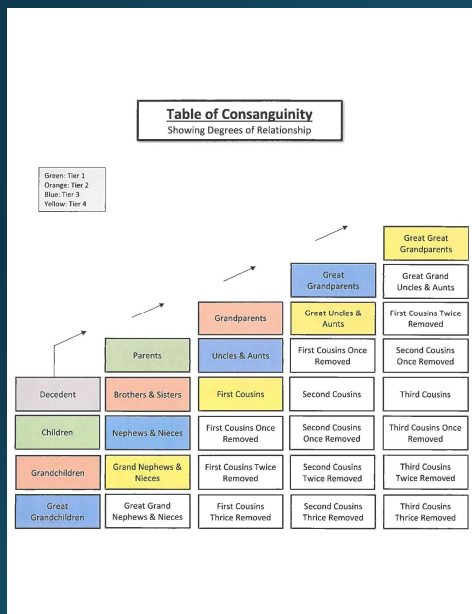 Table of Consanguinity
Showing Degrees of Relationship
Green: Tier 1
Orange: Tier 2
Blue: Tier 3
Yellow: Tier 4
Great Great
Grandparents
Great
Grandparents
Great Grand
Uncles & Aunts
Grandparents
Great Uncles &
Aunts
First Cousins Twice
Removed
Parents
Uncles & Aunts
First Cousins Once
Removed
Second Cousins
Once Removed
Decedent
Brothers & Sisters
First Cousins
Second Cousins
Third Cousins
Children
Nephews & Nieces
First Cousins Once
Removed
Second Cousins
Once Removed
Third Cousins Once
Removed
Grandchildren
Grand Nephews &
Nieces
First Cousins Twice
Removed
Second Cousins
Twice Removed
Third Cousins
Twice Removed
Great
Grandchildren
Great Grand
Nephews & Nieces
First Cousins
Thrice Removed
Second Cousins
Thrice Removed
Third Cousins
Thrice Removed